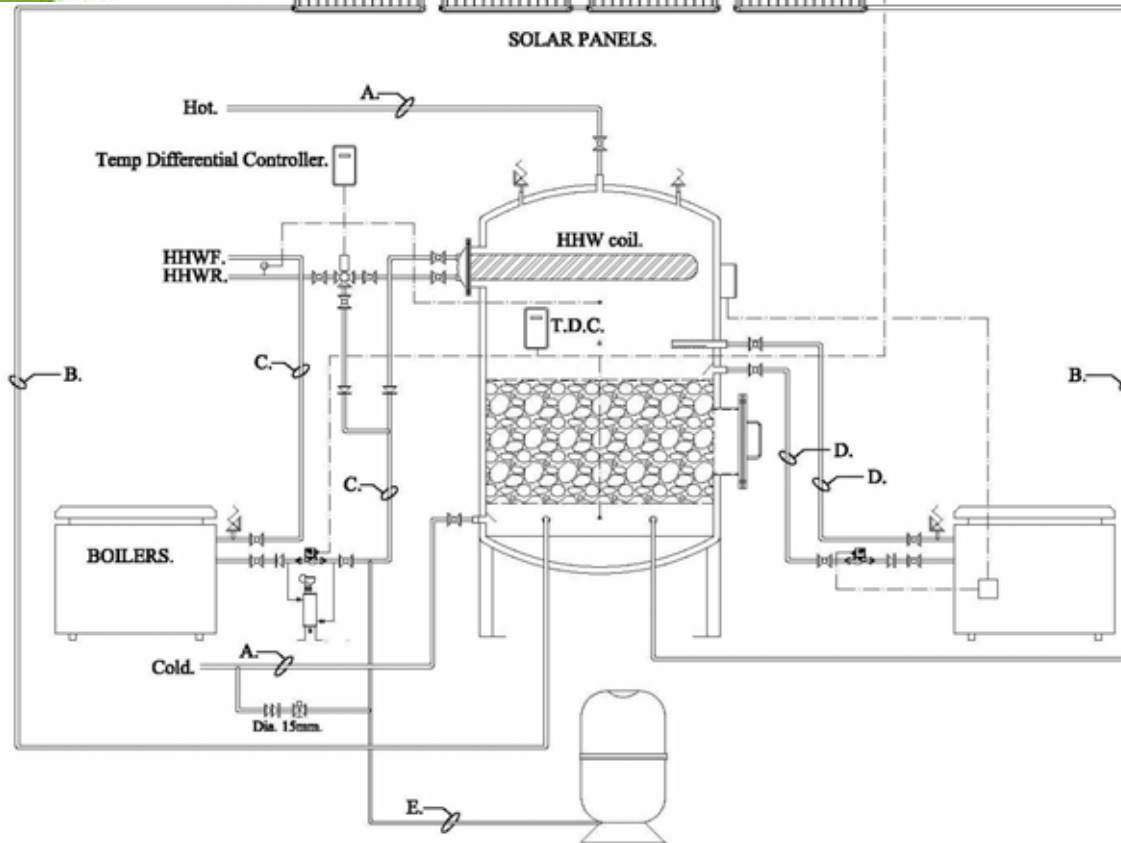 SOLAR PANELS.
A.
Hot.
Temp Differential Controller.
HHWF.
HHWR.
HHW coil.
T.D.C.
B.
C.
B.
D.
C.
D.
BOILERS.
A.
Cold.
Dia. 15mm.
E.